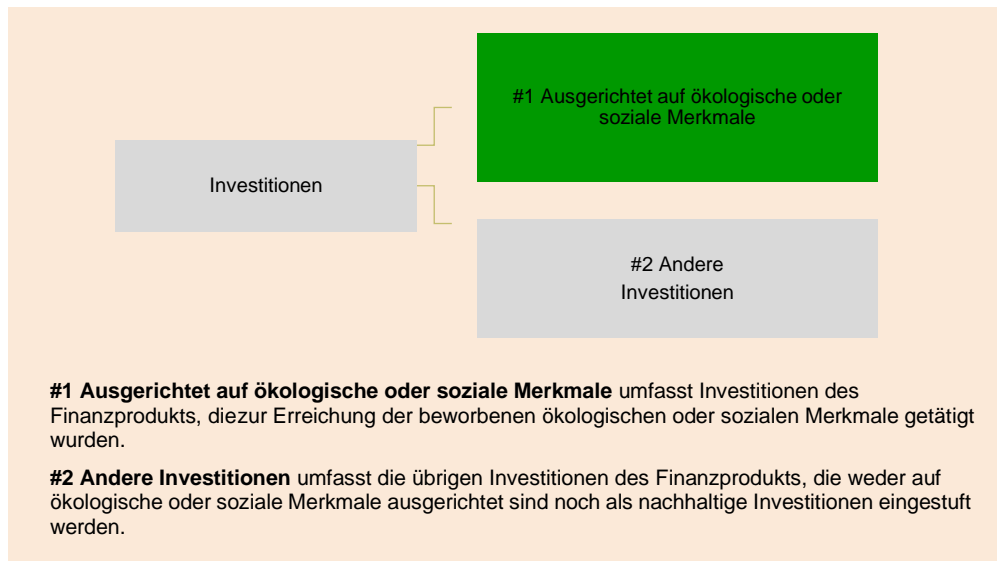 #1 Ausgerichtet auf ökologische oder
soziale Merkmale
Investitionen
#2 Andere
Investitionen
#1 Ausgerichtet auf ökologische oder soziale Merkmale umfasst Investitionen des
Finanzprodukts, diezur Erreichung der beworbenen ökologischen oder sozialen Merkmale getätigt
wurden.
#2 Andere Investitionen umfasst die übrigen Investitionen des Finanzprodukts, die weder auf
ökologische oder soziale Merkmale ausgerichtet sind noch als nachhaltige Investitionen eingestuft
werden.